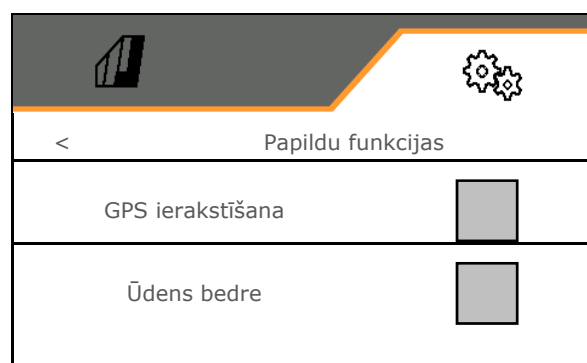 < Papildu funkcijas
GPS ierakstīšana
Ūdens bedre